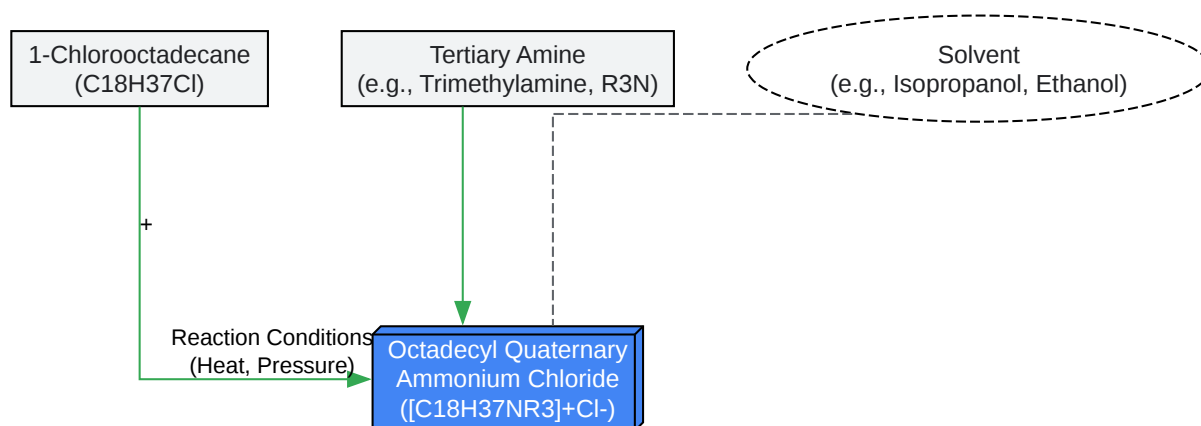 1-Chlorooctadecane
(C18H37Cl)
Tertiary Amine
(e.g., Trimethylamine, R3N)
Solvent
(e.g., Isopropanol, Ethanol)
+
Reaction Conditions
(Heat, Pressure)
Octadecyl Quaternary
Ammonium Chloride
([C18H37NR3]+Cl-)